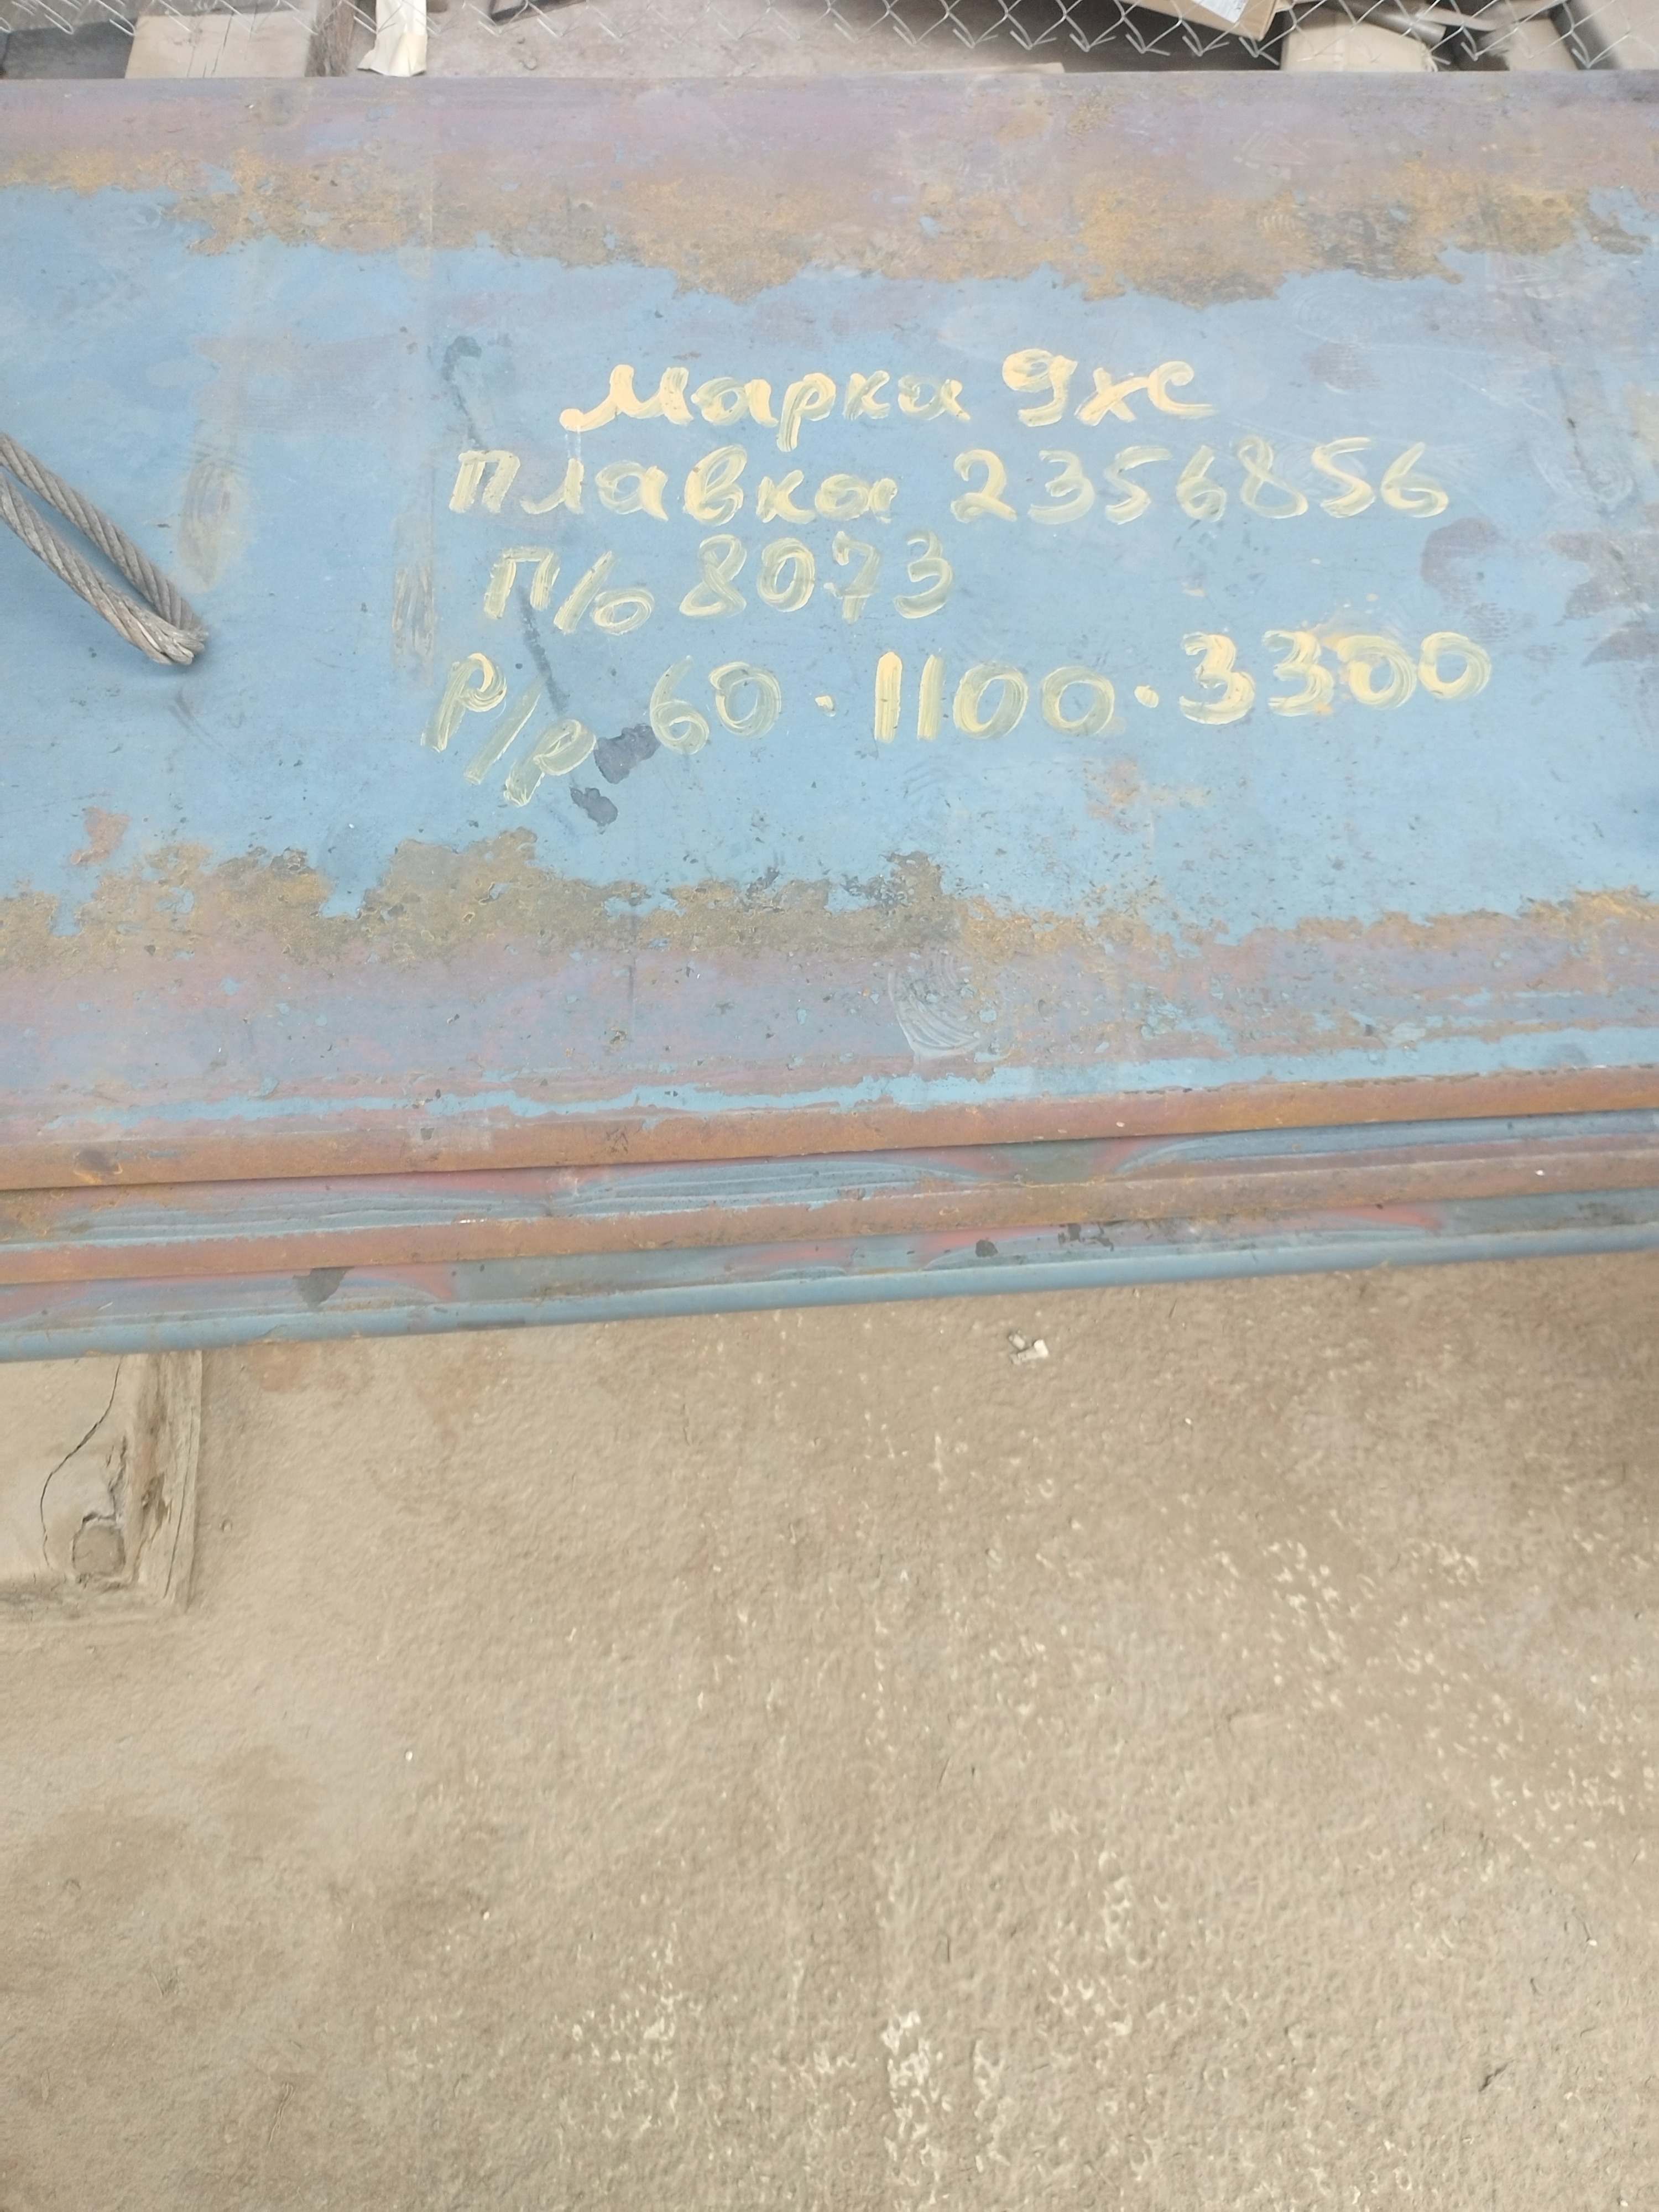 Марка 9хс
Плавка 2356856
П/о 8073
Р/р 60·1100·3300